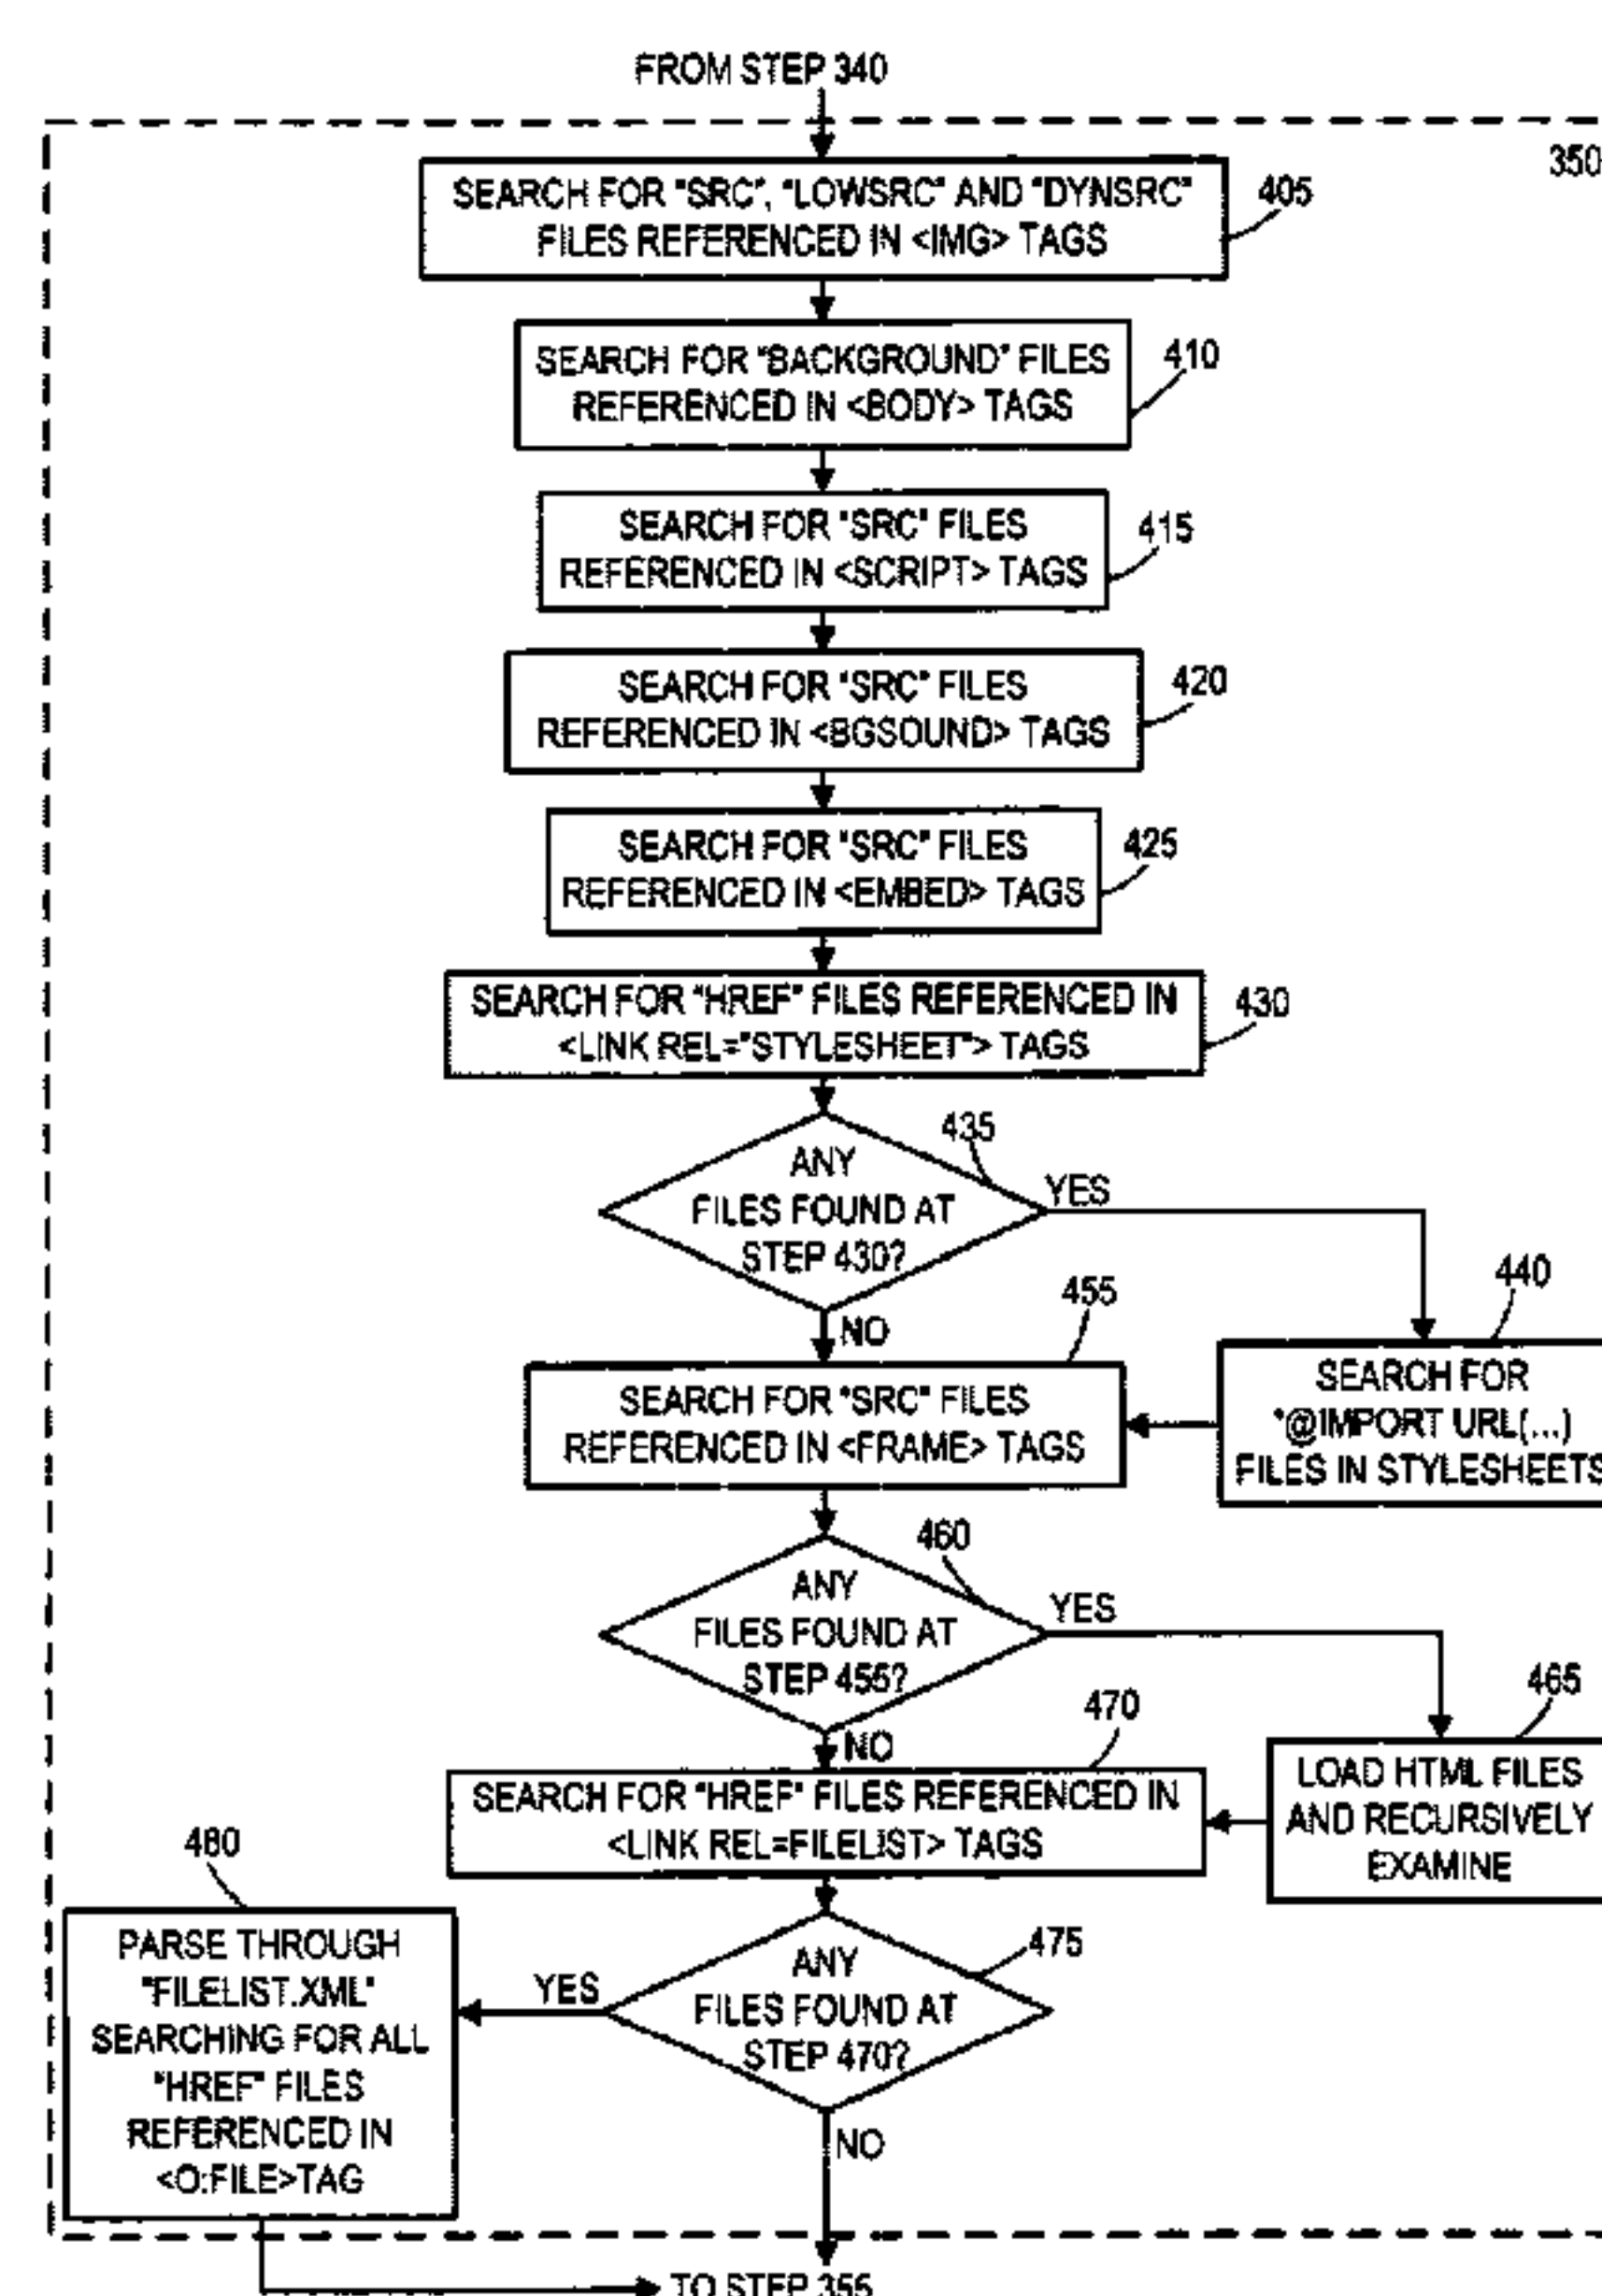 FROM STEP 340
350
SEARCH FOR "SRC", "LOWSRC" AND "DYNSRC"
FILES REFERENCED IN <IMG> TAGS
405
SEARCH FOR "BACKGROUND" FILES
REFERENCED IN <BODY> TAGS
410
SEARCH FOR "SRC" FILES
REFERENCED IN <SCRIPT> TAGS
415
SEARCH FOR "SRC" FILES
REFERENCED IN <BGSOUND> TAGS
420
SEARCH FOR "SRC" FILES
REFERENCED IN <EMBED> TAGS
425
SEARCH FOR "HREF" FILES REFERENCED IN
<LINK REL="STYLESHEET"> TAGS
430
435
ANY
FILES FOUND AT
STEP 430?
YES
NO
440
SEARCH FOR
"@IMPORT URL(...)
FILES IN STYLESHEETS
455
SEARCH FOR "SRC" FILES
REFERENCED IN <FRAME> TAGS
460
ANY
FILES FOUND AT
STEP 455?
YES
NO
465
LOAD HTML FILES
AND RECURSIVELY
EXAMINE
470
SEARCH FOR "HREF" FILES REFERENCED IN
<LINK REL=FILELIST> TAGS
475
ANY
FILES FOUND AT
STEP 470?
YES
NO
480
PARSE THROUGH
"FILELIST.XML"
SEARCHING FOR ALL
"HREF" FILES
REFERENCED IN
<O:FILE>TAG
TO STEP 355